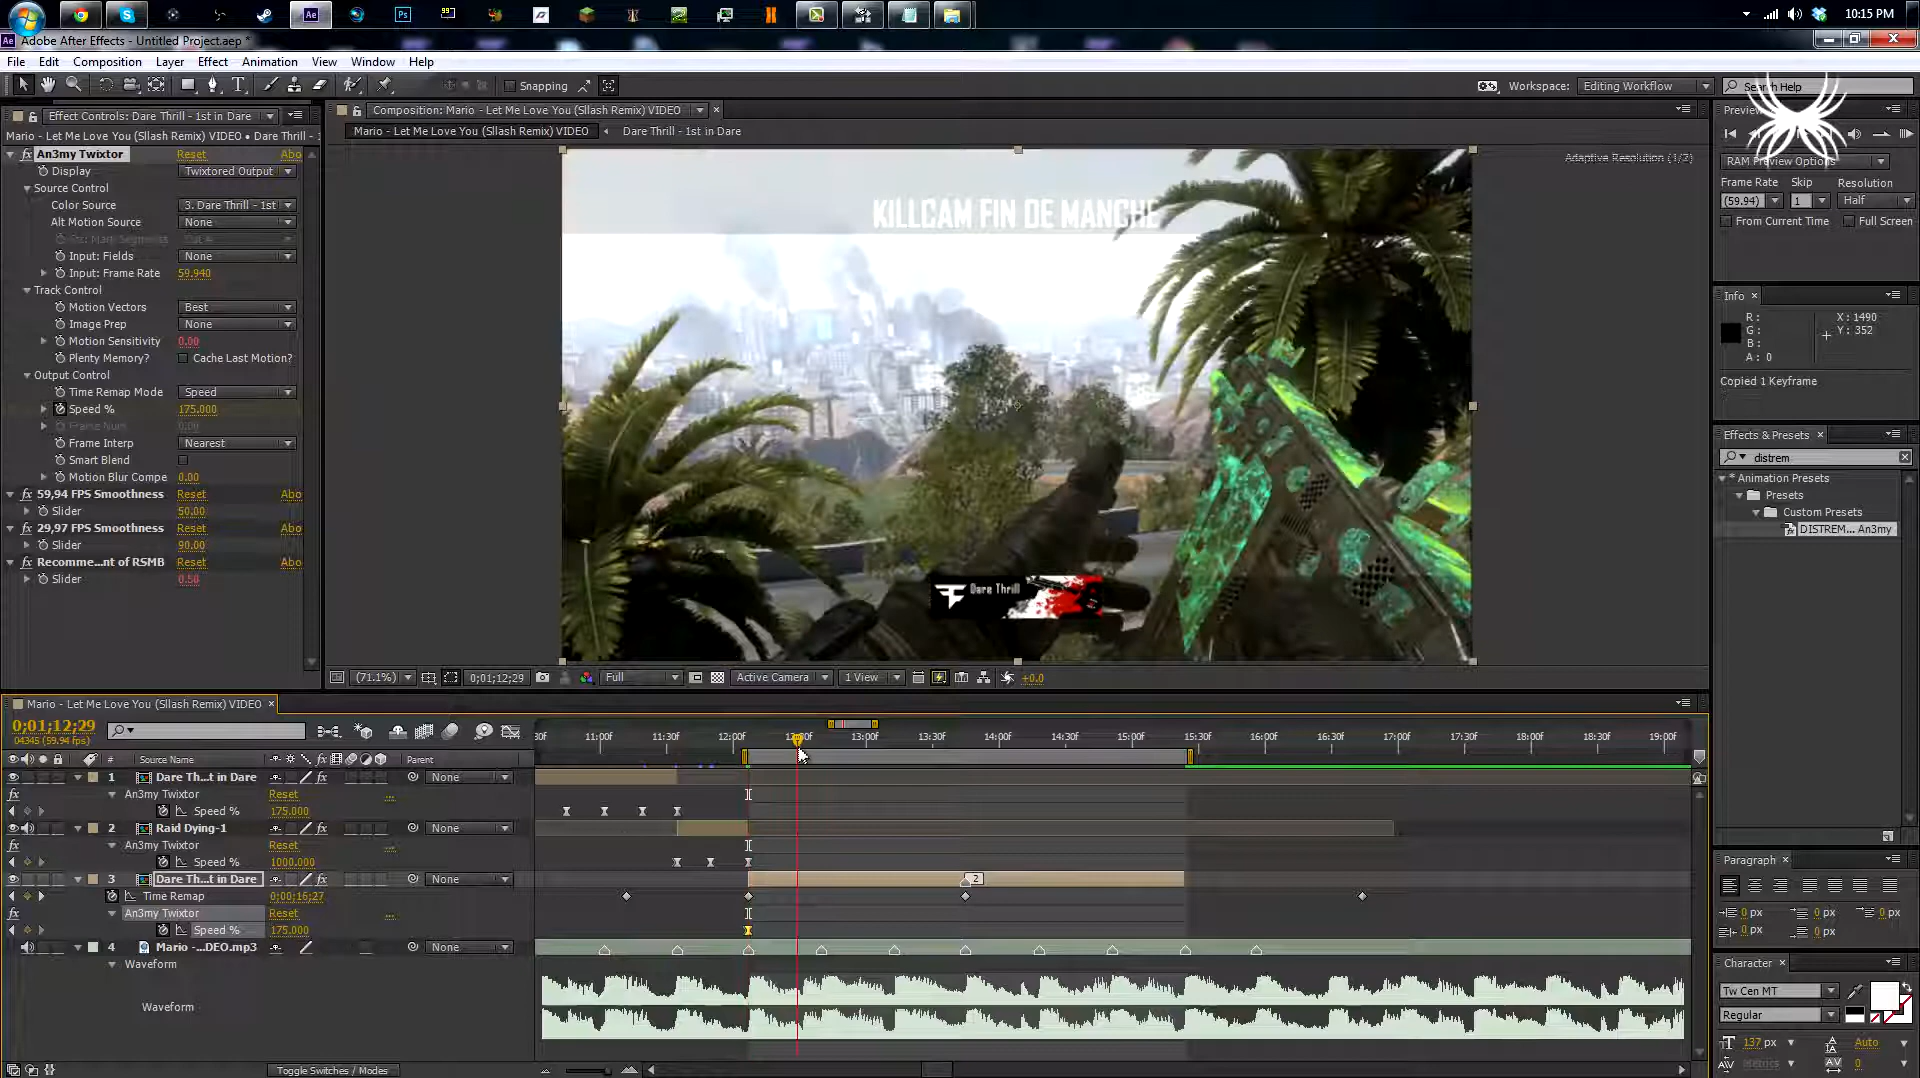 10:15 PM
Adobe After Effects - Untitled Project.aep *
File Edit Composition Layer Effect Animation View Window Help
Snapping
Workspace: Editing Workflow
Search Help
Effect Controls: Dare Thrill - 1st in Dare
Mario - Let Me Love You (Sllash Remix) VIDEO • Dare Thrill -
An3my Twixtor Reset Abo
Display Twixtored Output
Source Control
Color Source 3. Dare Thrill - 1st
Alt Motion Source None
Input: Fields None
Input: Frame Rate 59.940
Track Control
Motion Vectors Best
Image Prep None
Motion Sensitivity 0.00
Plenty Memory? Cache Last Motion?
Output Control
Time Remap Mode Speed
Speed % 175.000
Frame Num 0.00
Frame Interp Nearest
Smart Blend
Motion Blur Compe 0.00
59,94 FPS Smoothness Reset Abo
Slider 50.00
29,97 FPS Smoothness Reset Abo
Slider 90.00
Recomme...nt of RSMB Reset Abo
Slider 0.50
Composition: Mario - Let Me Love You (Sllash Remix) VIDEO
Mario - Let Me Love You (Sllash Remix) VIDEO Dare Thrill - 1st in Dare
Adaptive Resolution (1/2)
KILLCAM FIN DE MANCHE
Dare Thrill
(71.1%) 0;01;12;29 Full Active Camera 1 View +0.0
Preview
RAM Preview Options
Frame Rate Skip Resolution
(59.94) 1 Half
From Current Time Full Screen
Info
R :
G :
B :
A : 0
X : 1490
Y : 352
Copied 1 Keyframe
Effects & Presets
distrem
* Animation Presets
Presets
Custom Presets
DISTREM... An3my
Mario - Let Me Love You (Sllash Remix) VIDEO
0;01;12;29
04345 (59.94 fps)
# Source Name Parent
11:00f 11:30f 12:00f 13:00f 13:30f 14:00f 14:30f 15:00f 15:30f 16:00f 16:30f 17:00f 17:30f 18:00f 18:30f 19:00f
1 Dare Th...t in Dare None
An3my Twixtor Reset
Speed % 175.000
2 Raid Dying-1 None
An3my Twixtor Reset
Speed % 1000.000
3 Dare Th...t in Dare None 2
Time Remap 0;00;16;27
An3my Twixtor Reset
Speed % 175.000
4 Mario -...DEO.mp3 None
Waveform
Waveform
Toggle Switches / Modes
Paragraph
0 px 0 px 0 px
0 px 0 px
Character
Tw Cen MT
Regular
137 px Auto
Metrics 0